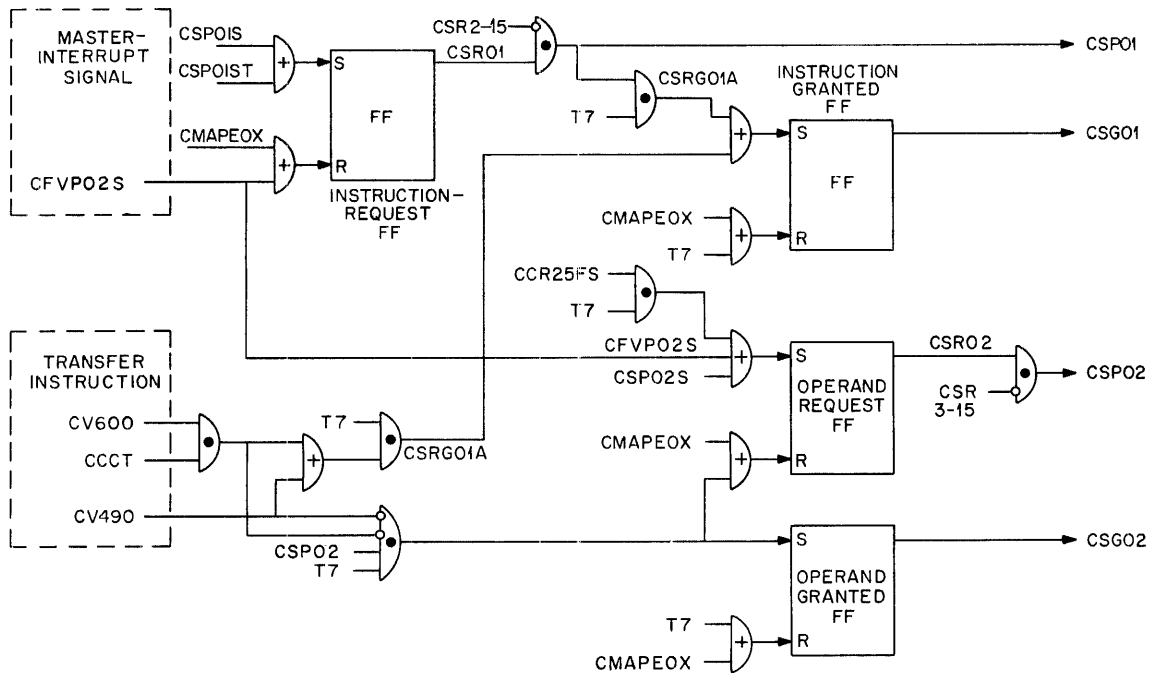 MASTER-
INTERRUPT
SIGNAL
CSPOIS
CSPOIST
CMAPEOX
CFVPO2S
S
FF
R
INSTRUCTION-
REQUEST
FF
CSR2-15
CSRO1
T7
CSRGO1A
CSPO1
INSTRUCTION
GRANTED
FF
S
FF
R
CSGO1
CMAPEOX
T7
CCR25FS
T7
CFVPO2S
CSPO2S
S
OPERAND
REQUEST
FF
R
CSRO2
CSR
3-15
CSPO2
CMAPEOX
TRANSFER
INSTRUCTION
CV600
CCCT
CV490
T7
CSRGO1A
CSPO2
T7
S
OPERAND
GRANTED
FF
R
CSGO2
T7
CMAPEOX